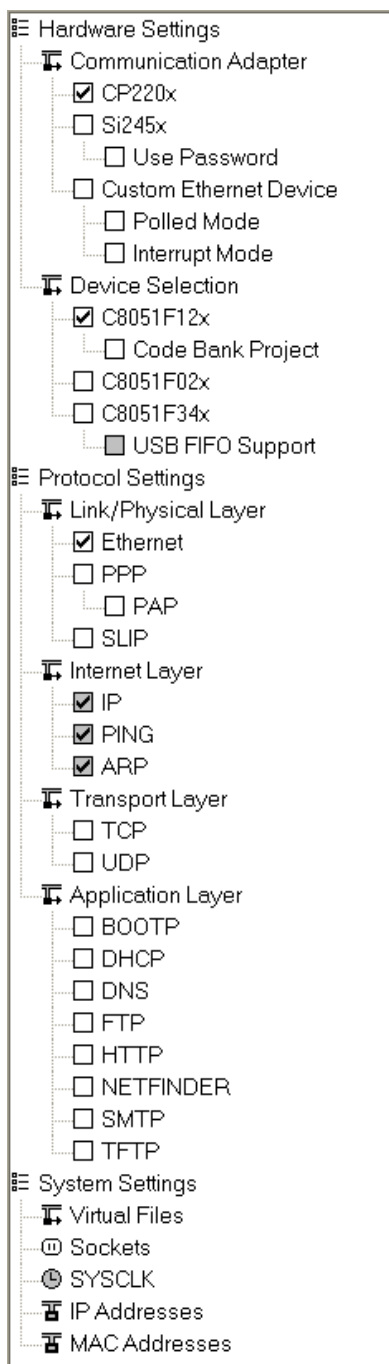 Hardware Settings
Communication Adapter
CP220x
Si245x
Use Password
Custom Ethernet Device
Polled Mode
Interrupt Mode
Device Selection
C8051F12x
Code Bank Project
C8051F02x
C8051F34x
USB FIFO Support
Protocol Settings
Link/Physical Layer
Ethernet
PPP
PAP
SLIP
Internet Layer
IP
PING
ARP
Transport Layer
TCP
UDP
Application Layer
BOOTP
DHCP
DNS
FTP
HTTP
NETFINDER
SMTP
TFTP
System Settings
Virtual Files
Sockets
SYSCLK
IP Addresses
MAC Addresses